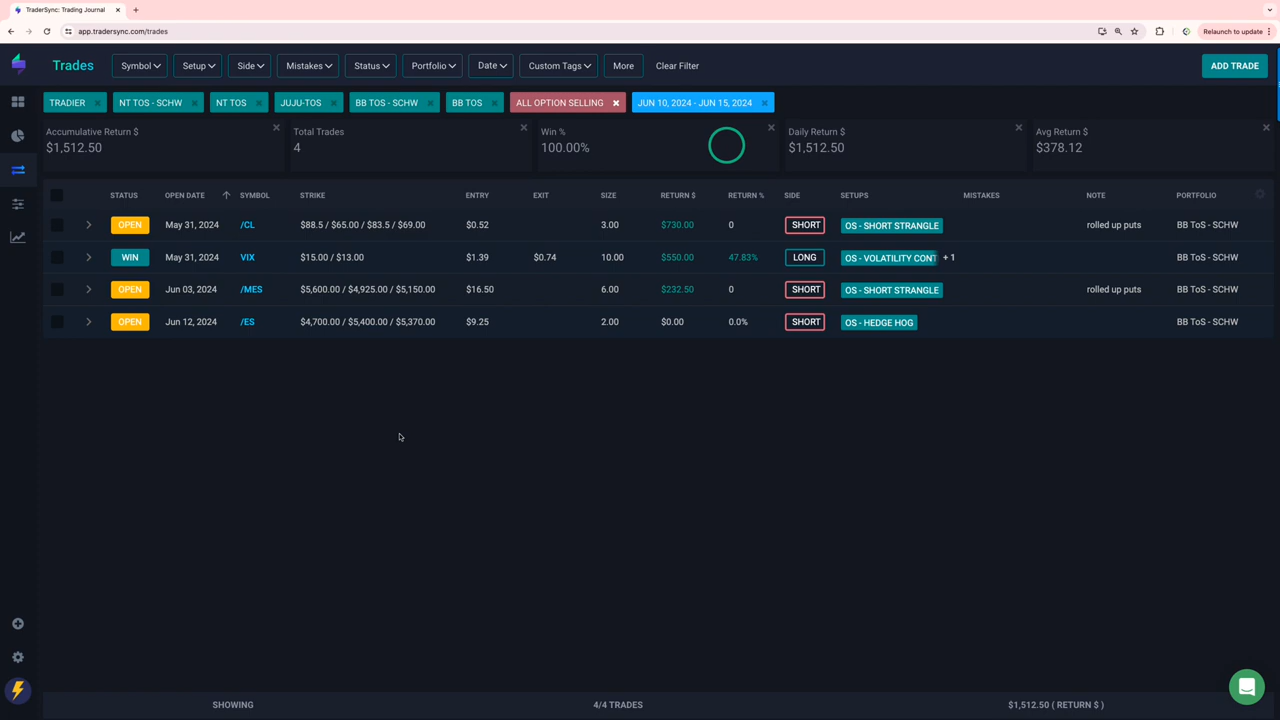 TraderSync: Trading Journal
app.tradersync.com/trades
Relaunch to update
Trades Symbol Setup Side Mistakes Status Portfolio Date Custom Tags More Clear Filter ADD TRADE
TRADIER NT TOS - SCHW NT TOS JUJU-TOS BB TOS - SCHW BB TOS ALL OPTION SELLING JUN 10, 2024 - JUN 15, 2024
Accumulative Return $ Total Trades Win % Daily Return $ Avg Return $
$1,512.50 4 100.00% $1,512.50 $378.12
STATUS OPEN DATE SYMBOL STRIKE ENTRY EXIT SIZE RETURN $ RETURN % SIDE SETUPS MISTAKES NOTE PORTFOLIO
OPEN May 31, 2024 /CL $88.5 / $65.00 / $83.5 / $69.00 $0.52 3.00 $730.00 0 SHORT OS - SHORT STRANGLE rolled up puts BB ToS - SCHW
WIN May 31, 2024 VIX $15.00 / $13.00 $1.39 $0.74 10.00 $550.00 47.83% LONG OS - VOLATILITY CONT + 1 BB ToS - SCHW
OPEN Jun 03, 2024 /MES $5,600.00 / $4,925.00 / $5,150.00 $16.50 6.00 $232.50 0 SHORT OS - SHORT STRANGLE rolled up puts BB ToS - SCHW
OPEN Jun 12, 2024 /ES $4,700.00 / $5,400.00 / $5,370.00 $9.25 2.00 $0.00 0.0% SHORT OS - HEDGE HOG BB ToS - SCHW
SHOWING 4/4 TRADES $1,512.50 ( RETURN $ )